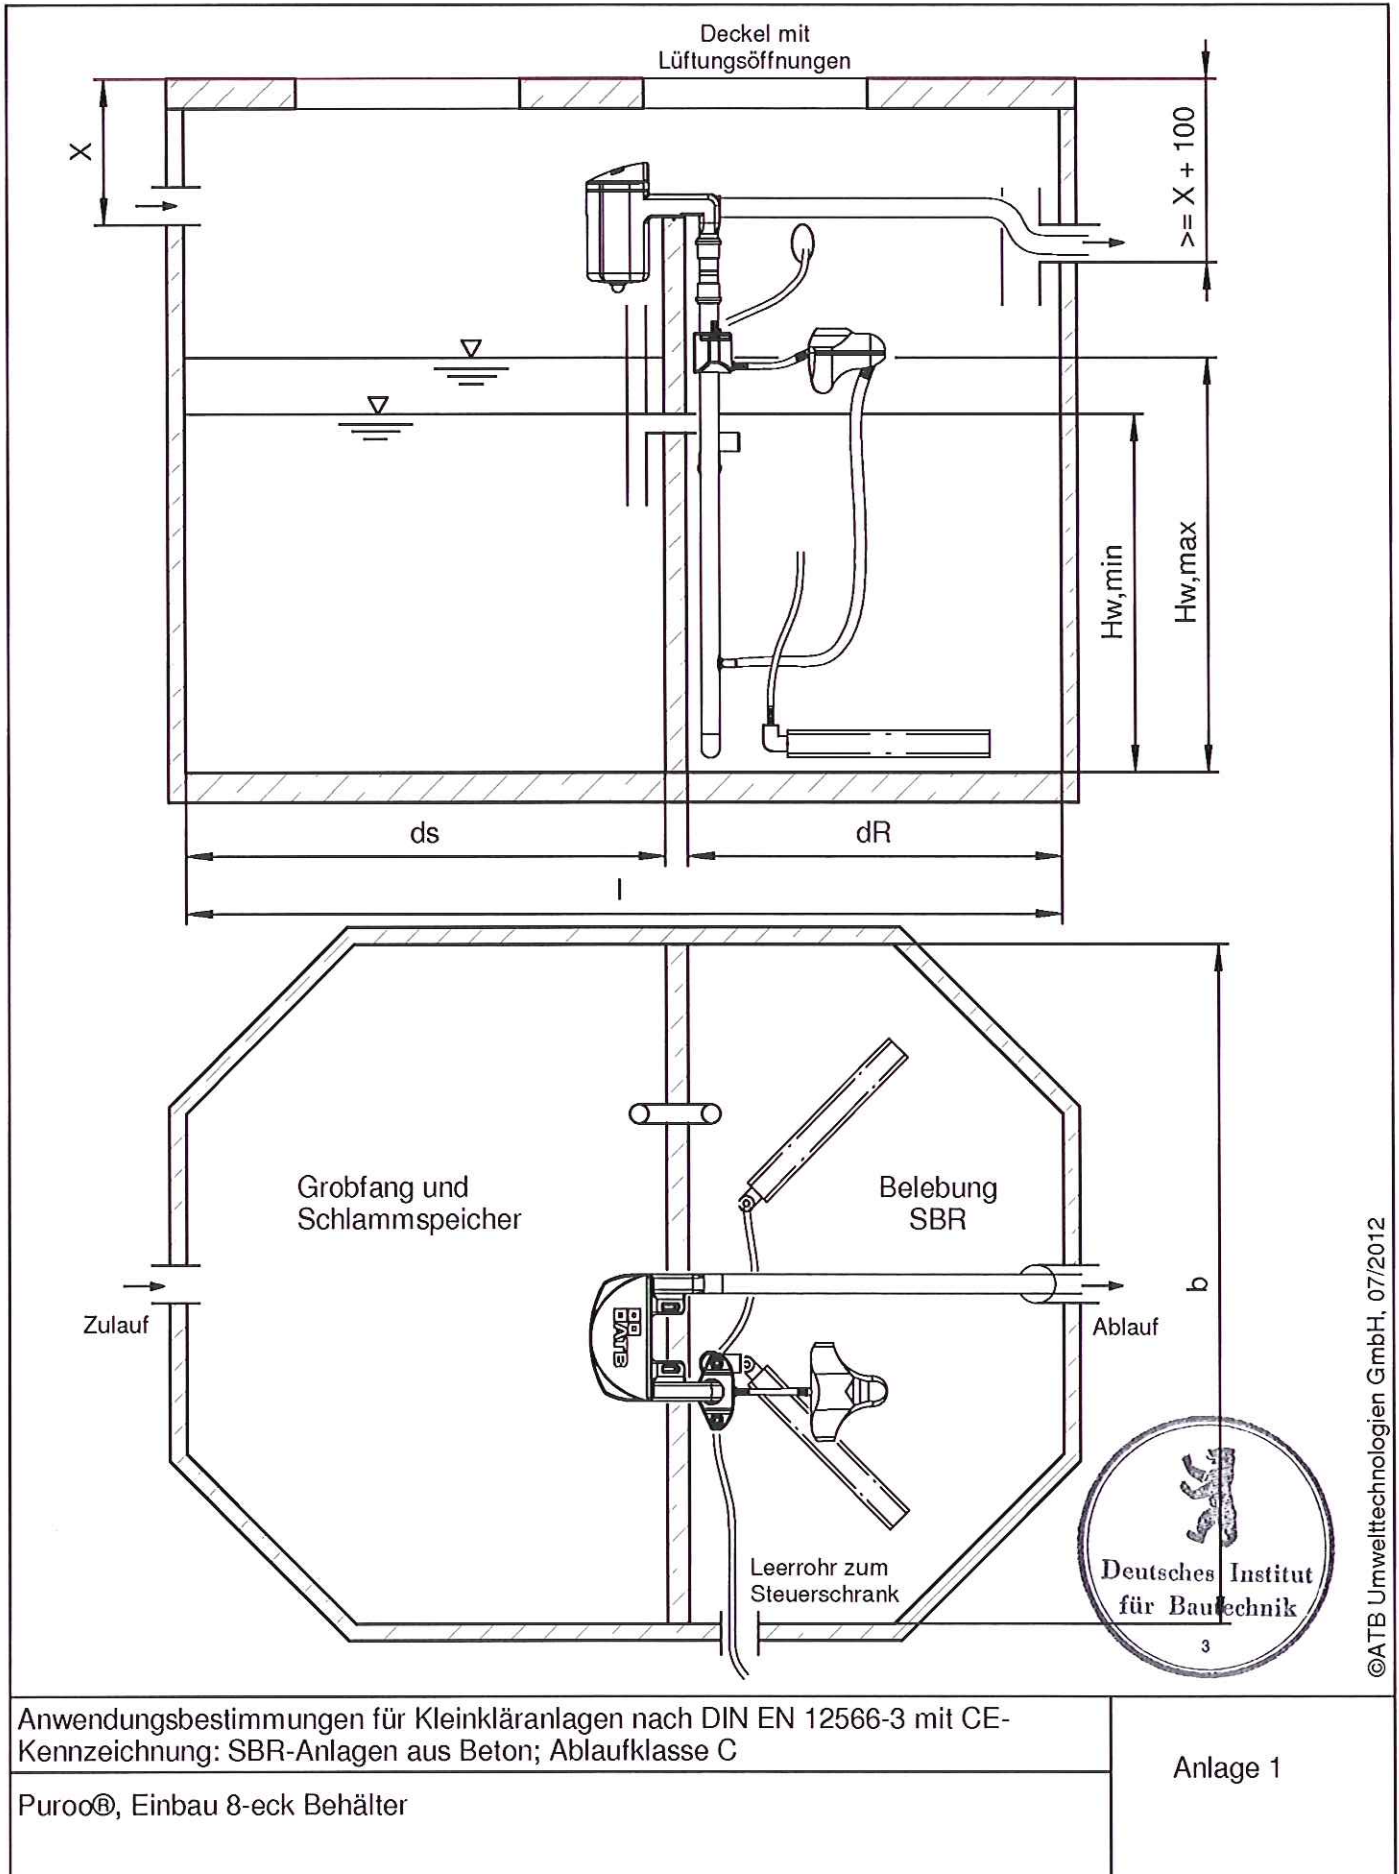 Deckel mit
Lüftungsöffnungen
X
>= X + 100
Hw,min
Hw,max
ds
dR
l
Grobfang und
Schlammspeicher
Belebung
SBR
b
Zulauf
Ablauf
ATB
Leerrohr zum
Steuerschrank
Deutsches Institut
für Bautechnik
3
©ATB Umwelttechnologien GmbH, 07/2012
Anwendungsbestimmungen für Kleinkläranlagen nach DIN EN 12566-3 mit CE-
Kennzeichnung: SBR-Anlagen aus Beton; Ablaufklasse C
Anlage 1
Puroo®, Einbau 8-eck Behälter